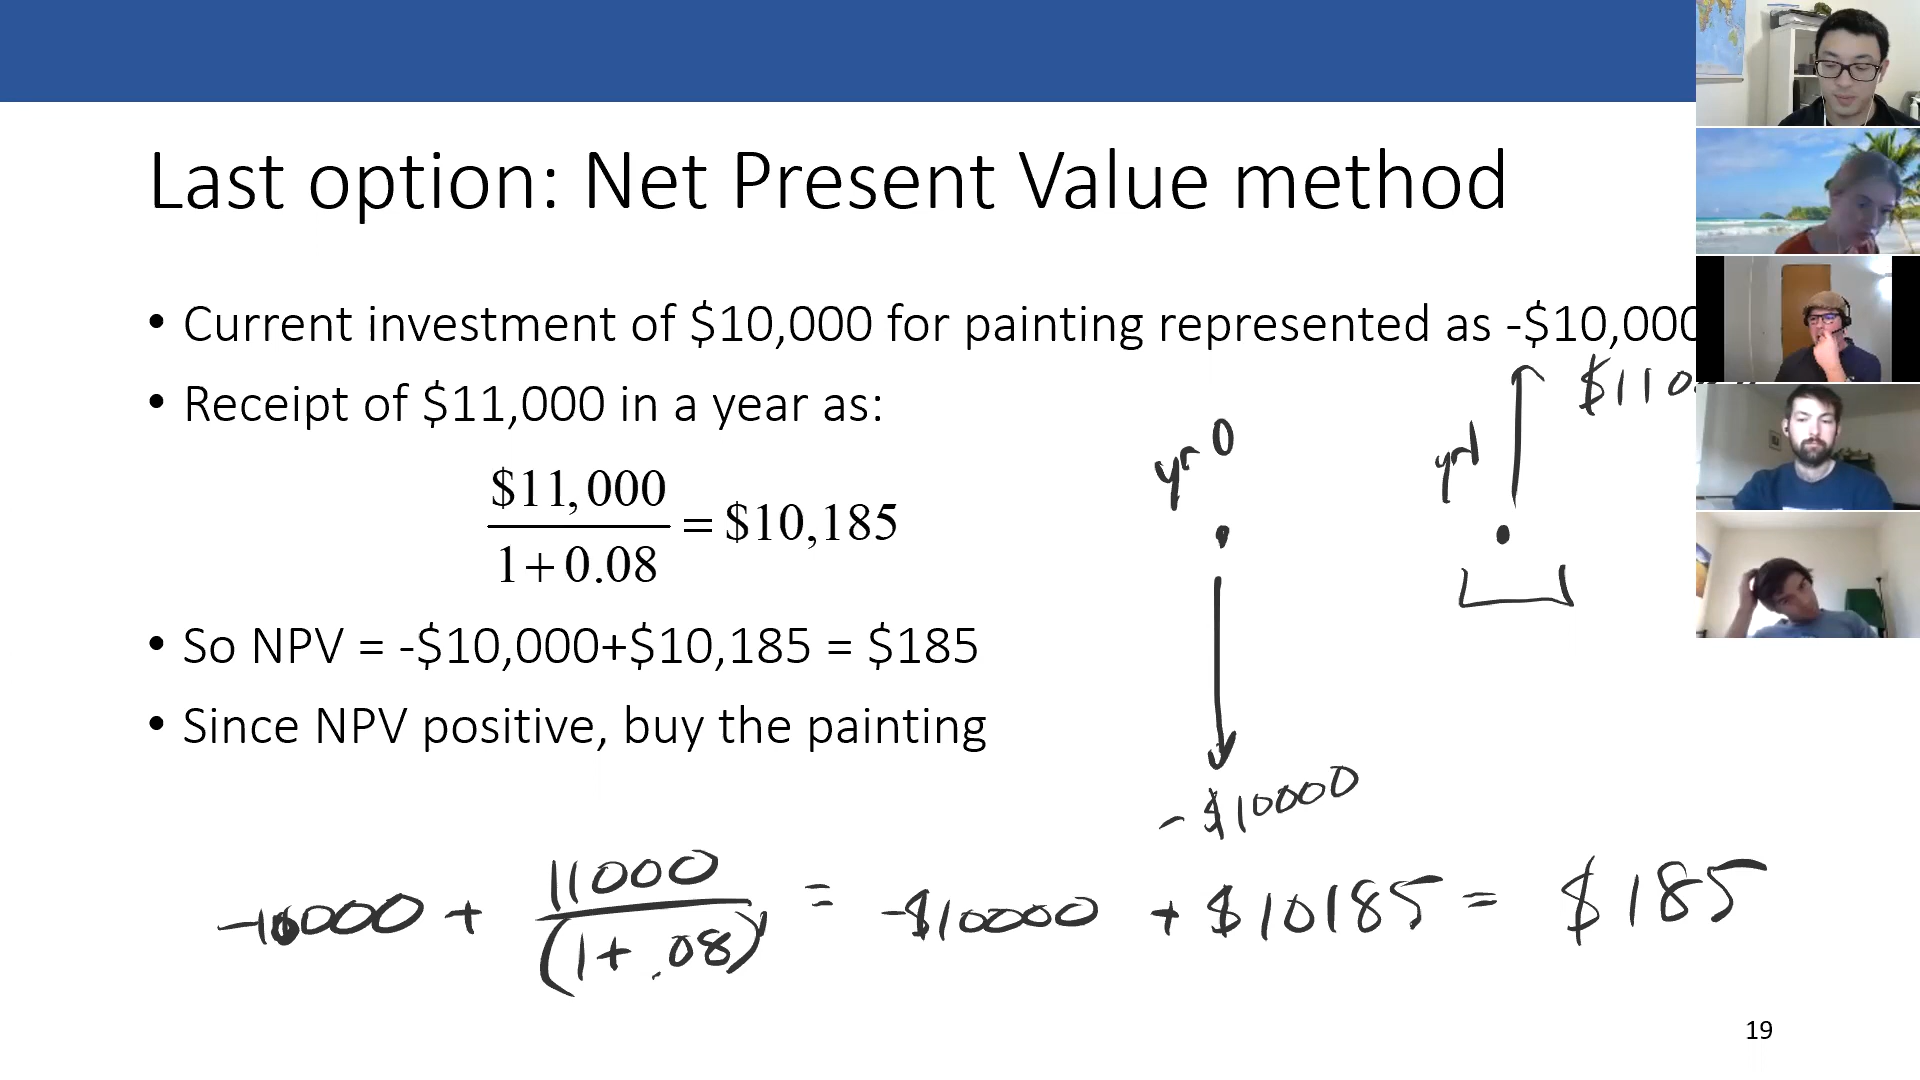 Last option: Net Present Value method
• Current investment of $10,000 for painting represented as -$10,000
• Receipt of $11,000 in a year as:
$11,000
1+0.08
= $10,185
• So NPV = -$10,000+$10,185 = $185
• Since NPV positive, buy the painting
yr 0
yr 1
$110
- $10000
-10000 + 11000
(1+.08)¹
= -$10000 + $10185 = $185
19